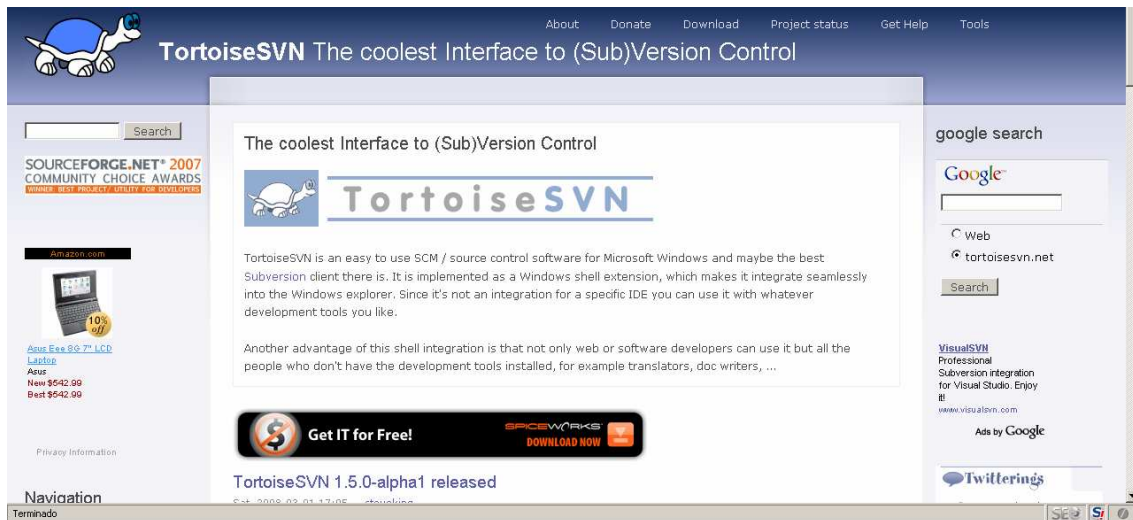 About Donate Download Project status Get Help Tools
TortoiseSVN The coolest Interface to (Sub)Version Control
Search
SOURCEFORGE.NET® 2007
COMMUNITY CHOICE AWARDS
WINNER BEST PROJECT/ UTILITY FOR DEVELOPERS
Amazon.com
10%
off
Asus Eee 8G 7" LCD
Laptop
Asus
New $542.99
Best $542.99
Privacy Information
Navigation
The coolest Interface to (Sub)Version Control
TortoiseSVN
TortoiseSVN is an easy to use SCM / source control software for Microsoft Windows and maybe the best
Subversion client there is. It is implemented as a Windows shell extension, which makes it integrate seamlessly
into the Windows explorer. Since it's not an integration for a specific IDE you can use it with whatever
development tools you like.
Another advantage of this shell integration is that not only web or software developers can use it but all the
people who don't have the development tools installed, for example translators, doc writers, ...
Get IT for Free!
SPICEWORKS
DOWNLOAD NOW
TortoiseSVN 1.5.0-alpha1 released
Sat, 2008-03-01 17:05
google search
Google
Web
tortoisesvn.net
Search
VisualSVN
Professional
Subversion integration
for Visual Studio. Enjoy
it!
www.visualsvn.com
Ads by Google
Twitterings
Terminado